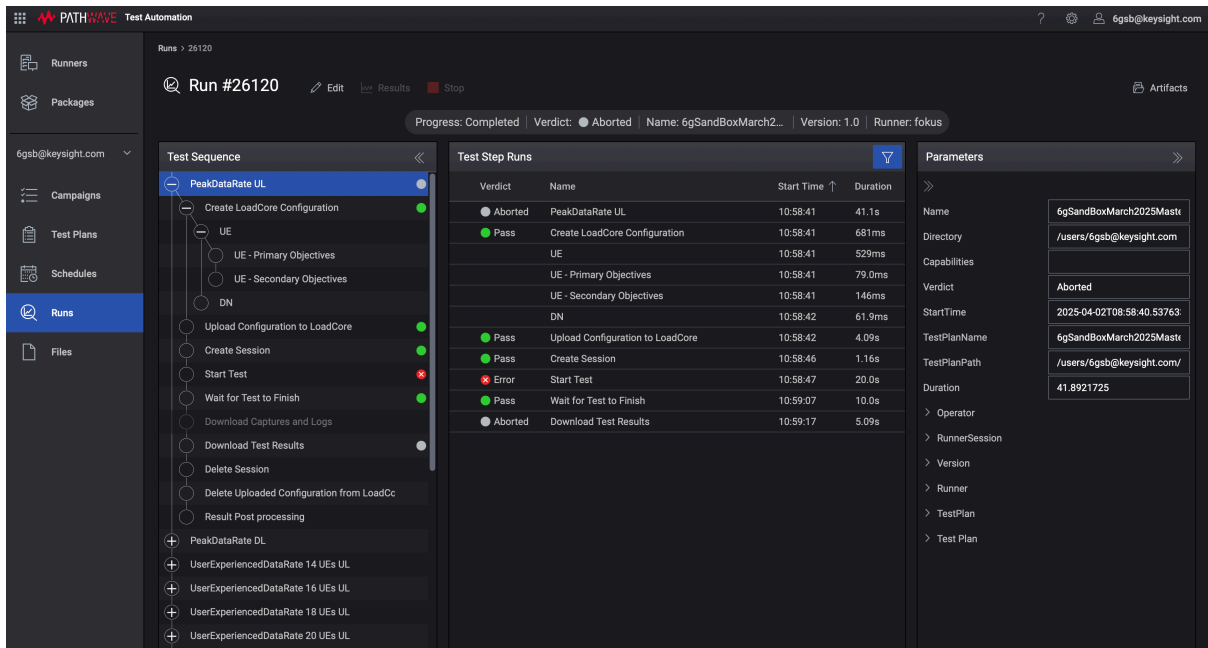 PATHWAVE Test Automation
? 6gsb@keysight.com
Runners
Packages
6gsb@keysight.com
Campaigns
Test Plans
Schedules
Runs
Files
Runs > 26120
Run #26120 Edit Results Stop Artifacts
Progress: Completed | Verdict: Aborted | Name: 6gSandBoxMarch2... | Version: 1.0 | Runner: fokus
Test Sequence
PeakDataRate UL
Create LoadCore Configuration
UE
UE - Primary Objectives
UE - Secondary Objectives
DN
Upload Configuration to LoadCore
Create Session
Start Test
Wait for Test to Finish
Download Captures and Logs
Download Test Results
Delete Session
Delete Uploaded Configuration from LoadCc
Result Post processing
PeakDataRate DL
UserExperiencedDataRate 14 UEs UL
UserExperiencedDataRate 16 UEs UL
UserExperiencedDataRate 18 UEs UL
UserExperiencedDataRate 20 UEs UL
Test Step Runs
Verdict Name Start Time ↑ Duration
Aborted PeakDataRate UL 10:58:41 41.1s
Pass Create LoadCore Configuration 10:58:41 681ms
UE 10:58:41 529ms
UE - Primary Objectives 10:58:41 79.0ms
UE - Secondary Objectives 10:58:41 146ms
DN 10:58:42 61.9ms
Pass Upload Configuration to LoadCore 10:58:42 4.09s
Pass Create Session 10:58:46 1.16s
Error Start Test 10:58:47 20.0s
Pass Wait for Test to Finish 10:59:07 10.0s
Aborted Download Test Results 10:59:17 5.09s
Parameters
Name 6gSandBoxMarch2025Maste
Directory /users/6gsb@keysight.com
Capabilities
Verdict Aborted
StartTime 2025-04-02T08:58:40.53763
TestPlanName 6gSandBoxMarch2025Maste
TestPlanPath /users/6gsb@keysight.com/
Duration 41.8921725
> Operator
> RunnerSession
> Version
> Runner
> TestPlan
> Test Plan